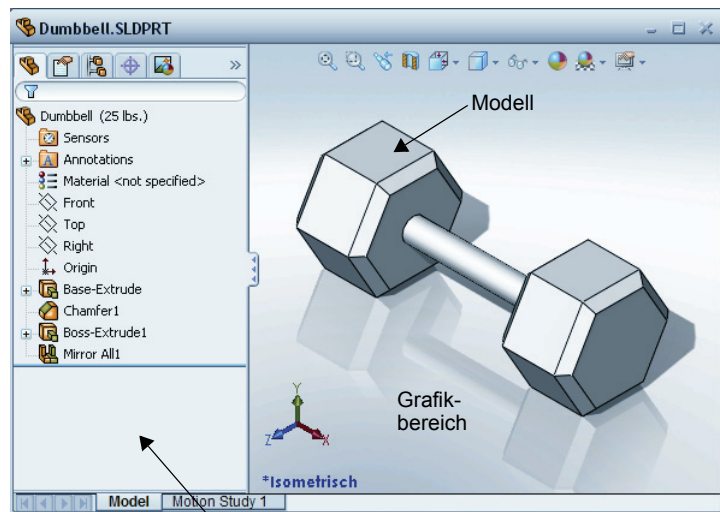 Dumbbell.SLDPRT
Dumbbell (25 lbs.)
Sensors
A Annotations
Material <not specified>
Front
Top
Right
Origin
Base-Extrude
Chamfer1
Boss-Extrude1
Mirror All1
Modell
Grafik-
bereich
Y
Z
X
*Isometrisch
Model Motion Study 1